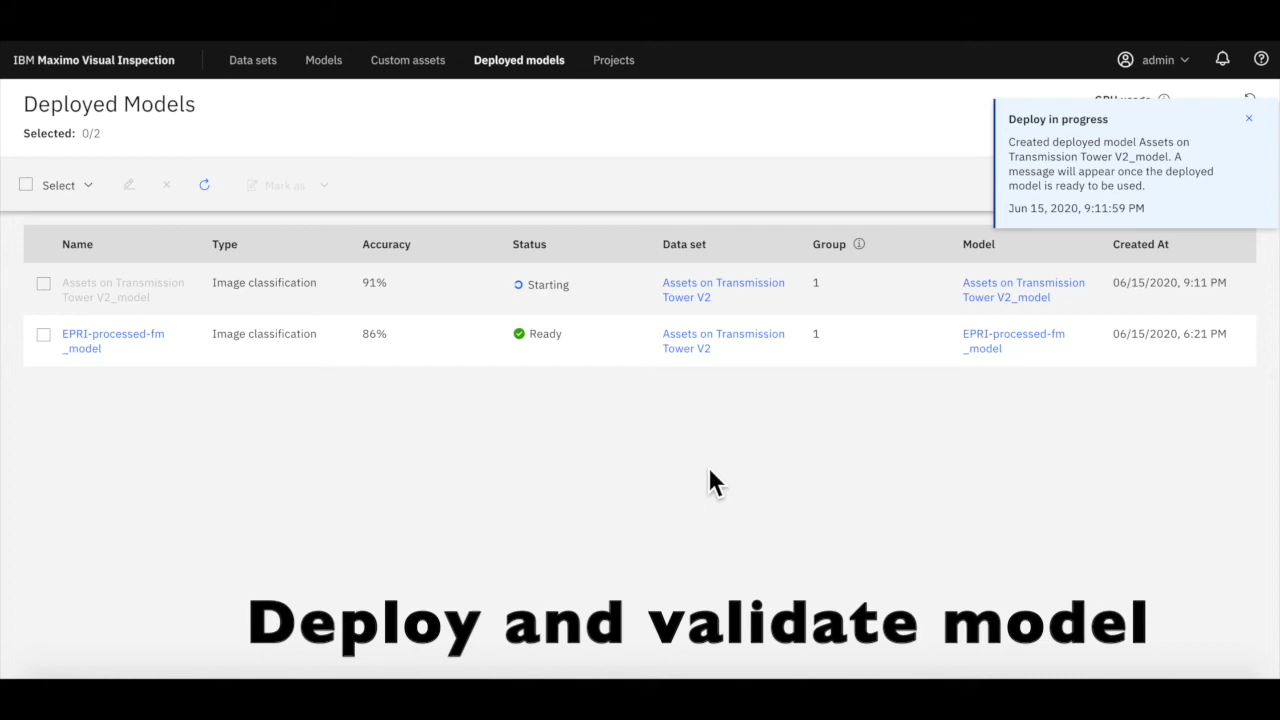 IBM Maximo Visual Inspection Data sets Models Custom assets Deployed models Projects admin
Deployed Models
Selected: 0/2
Deploy in progress
Created deployed model Assets on
Transmission Tower V2_model. A
message will appear once the deployed
model is ready to be used.
Jun 15, 2020, 9:11:59 PM
Select Mark as
Name Type Accuracy Status Data set Group Model Created At
Assets on Transmission Image classification 91% Starting Assets on Transmission 1 Assets on Transmission 06/15/2020, 9:11 PM
Tower V2_model Tower V2 Tower V2_model
EPRI-processed-fm Image classification 86% Ready Assets on Transmission 1 EPRI-processed-fm 06/15/2020, 6:21 PM
_model Tower V2 _model
Deploy and validate model